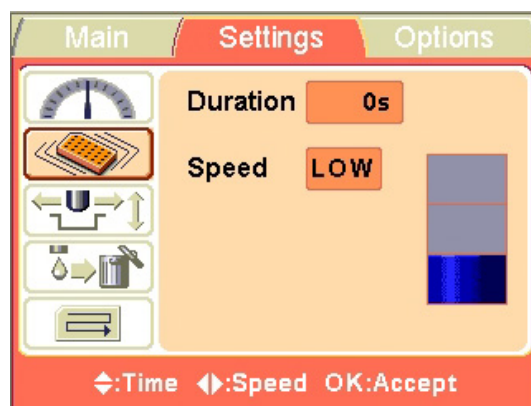 Main Settings Options
Duration 0s
Speed LOW
:Time :Speed OK:Accept